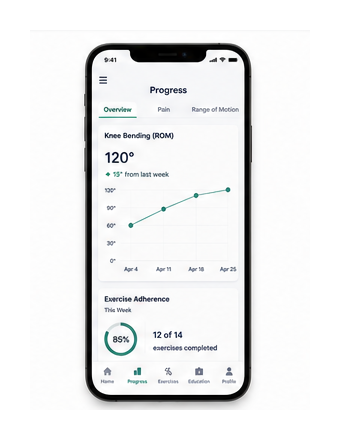 9:41
Progress
Overview Pain Range of Motion
Knee Bending (ROM)
120°
15° from last week
120°
90°
60°
30°
0°
Apr 4 Apr 11 Apr 18 Apr 25
Exercise Adherence
This Week
85%
12 of 14
exercises completed
Home Progress Exercises Education Profile